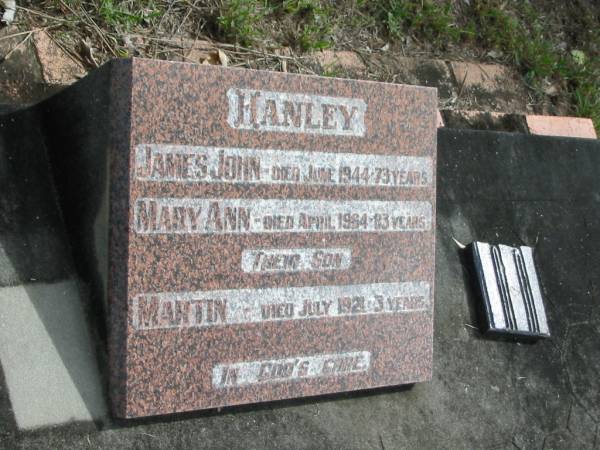 HANLEY
JAMES JOHN - DIED JUNE 1944-73 YEARS
MARY ANN - DIED APRIL 1964-83 YEARS
THEIR SON
MARTIN - DIED JULY 1921-3 YEARS
IN GOD'S CARE